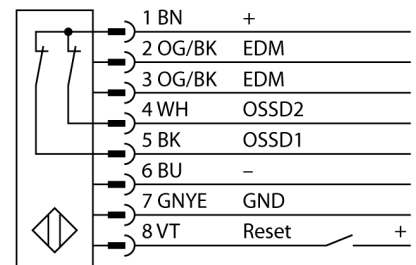 1 BN +
2 OG/BK EDM
3 OG/BK EDM
4 WH OSSD2
5 BK OSSD1
6 BU –
7 GNYE GND
8 VT Reset +